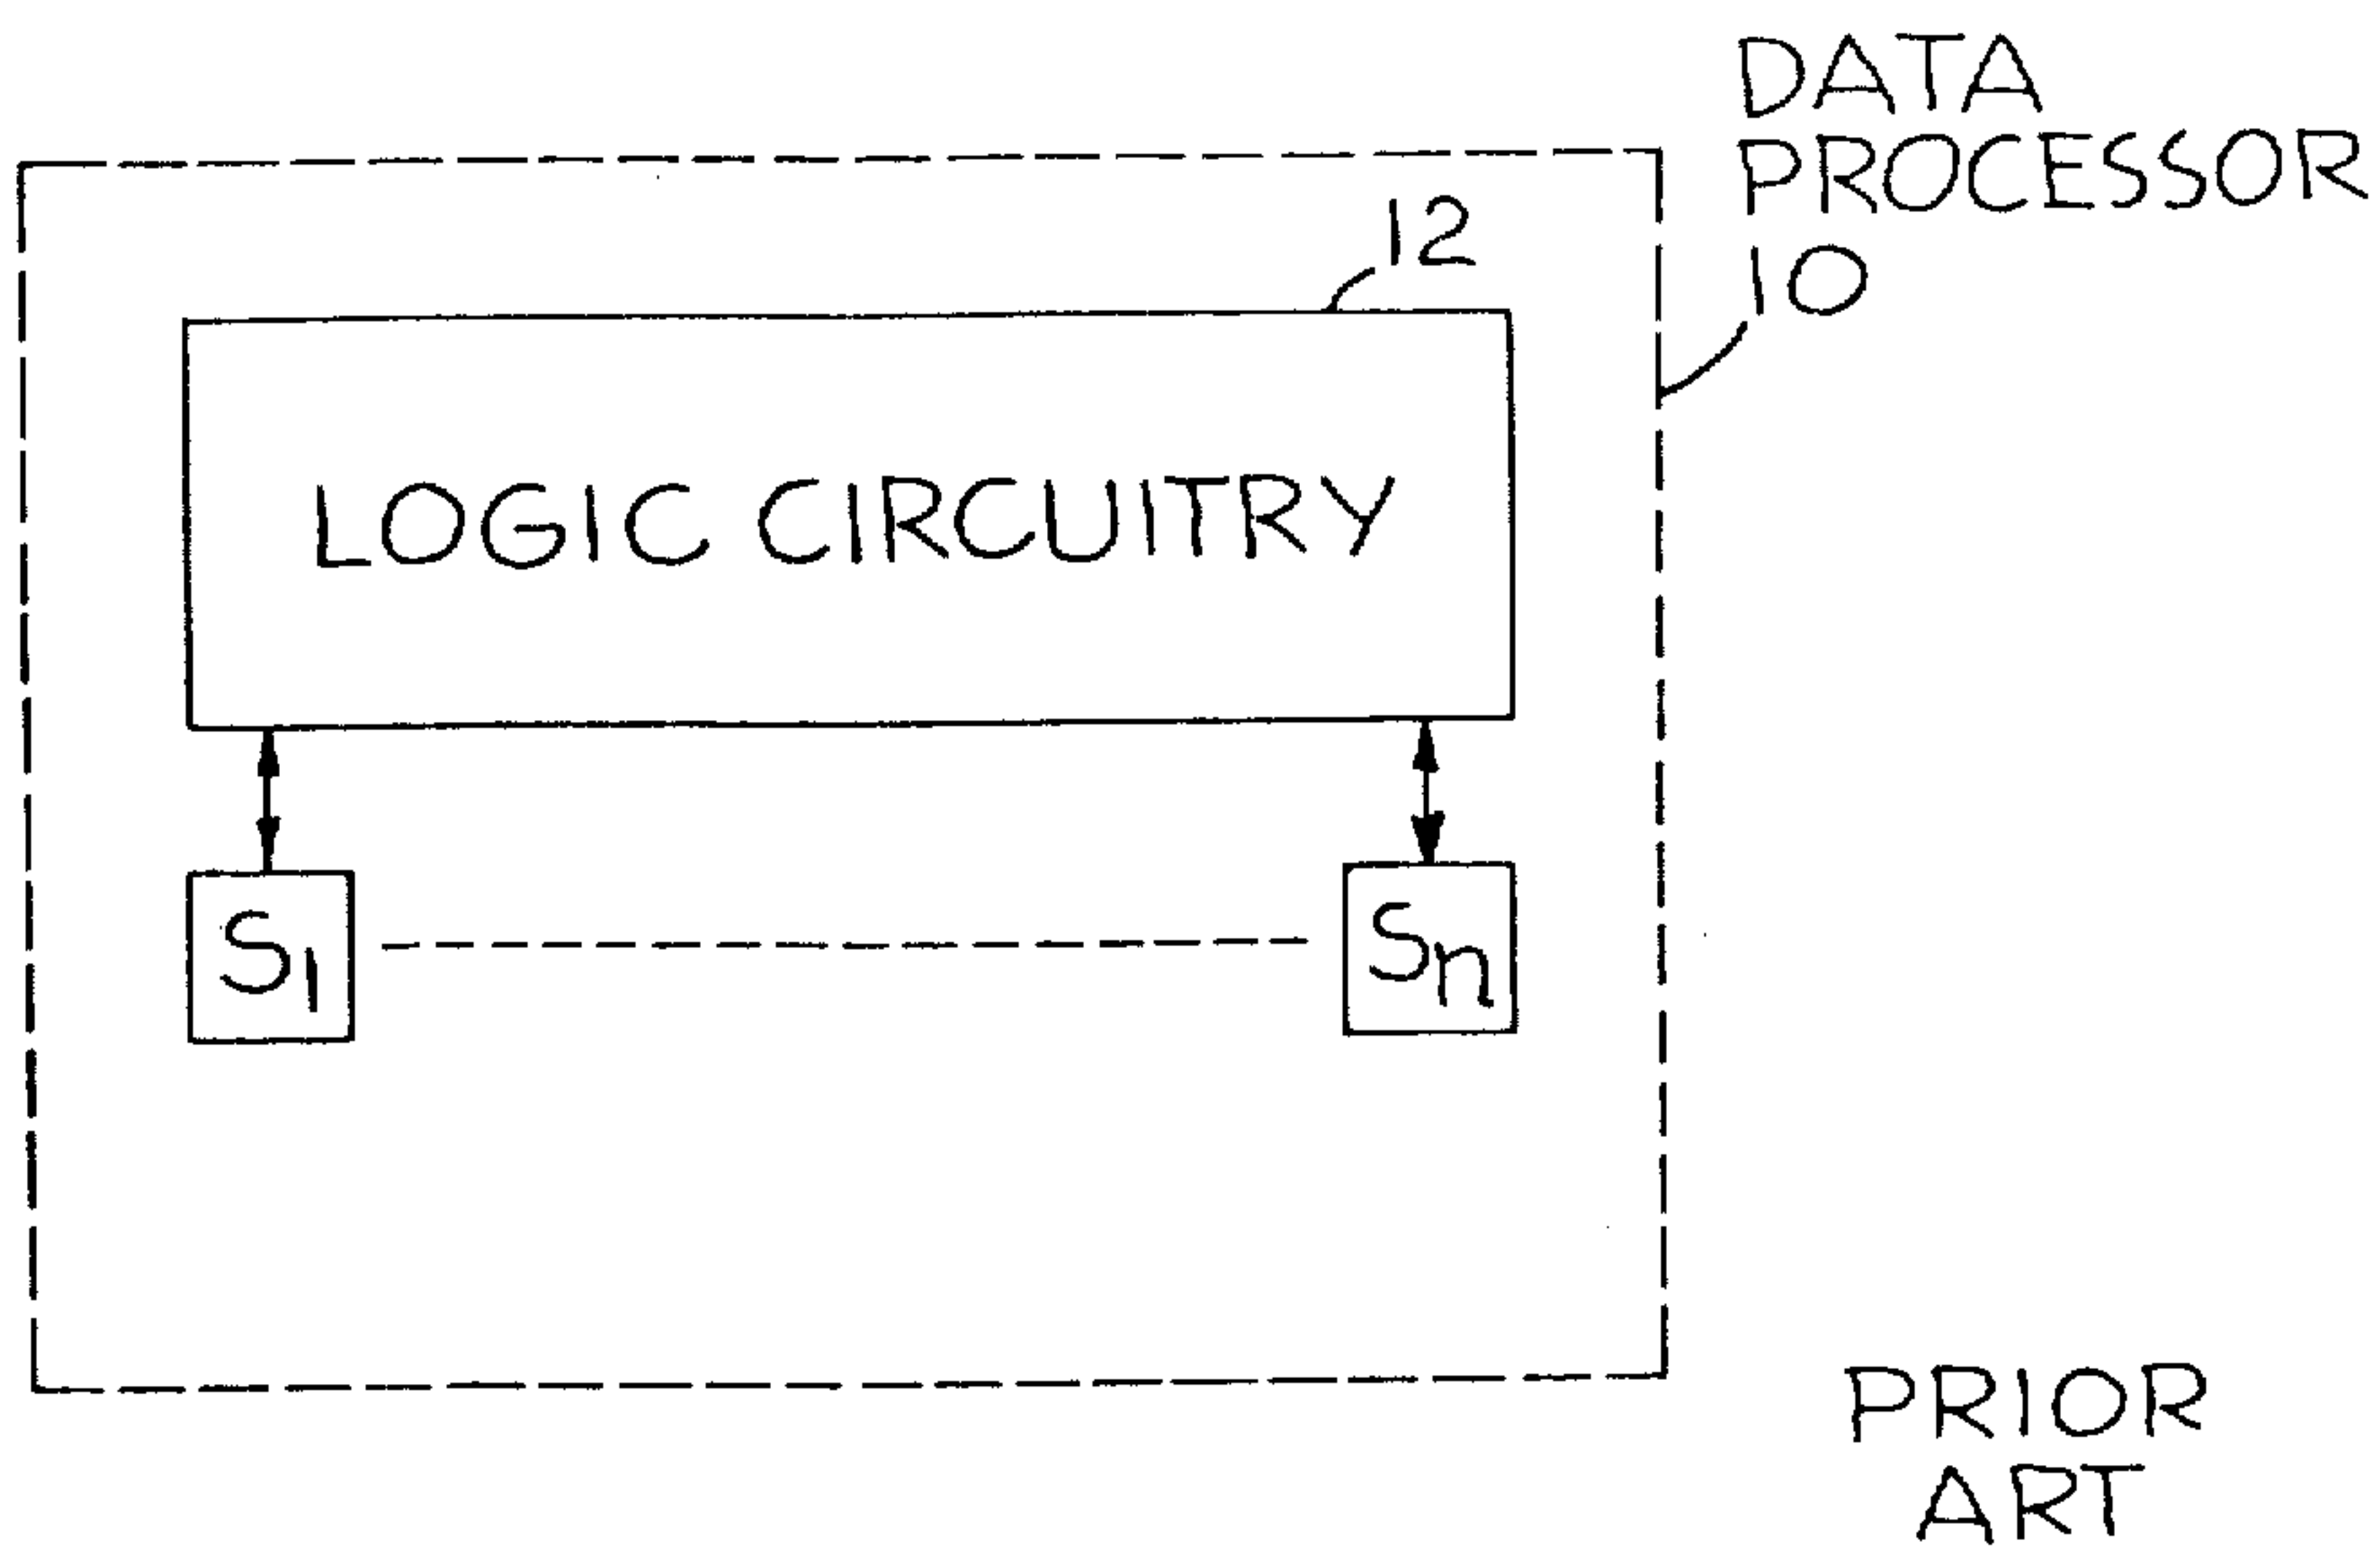 DATA
PROCESSOR
10
12
LOGIC CIRCUITRY
S1
Sn
PRIOR
ART